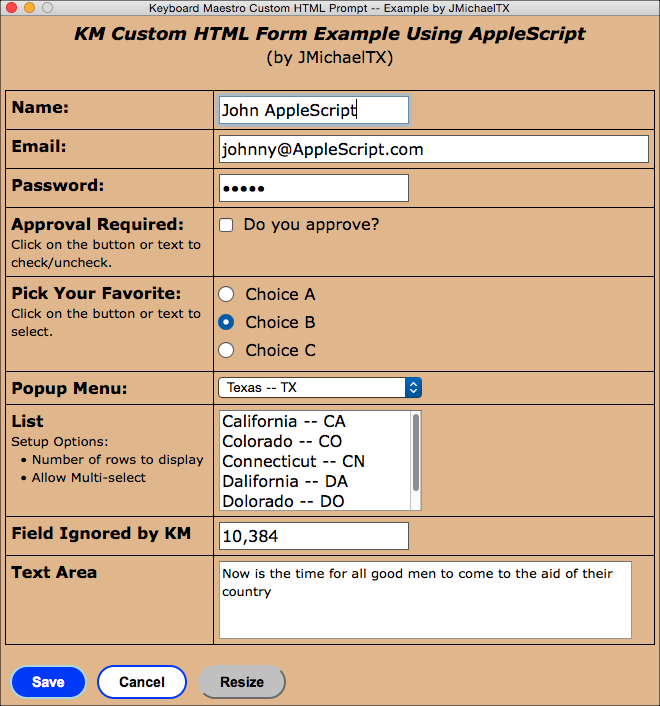 Keyboard Maestro Custom HTML Prompt -- Example by JMichaelTX
KM Custom HTML Form Example Using AppleScript
(by JMichaelTX)
Name:
John AppleScript
Email:
johnny@AppleScript.com
Password:
•••••
Approval Required:
Click on the button or text to
check/uncheck.
Do you approve?
Pick Your Favorite:
Click on the button or text to
select.
Choice A
Choice B
Choice C
Popup Menu:
Texas -- TX
List
Setup Options:
• Number of rows to display
• Allow Multi-select
California -- CA
Colorado -- CO
Connecticut -- CN
Dalifornia -- DA
Dolorado -- DO
Field Ignored by KM
10,384
Text Area
Now is the time for all good men to come to the aid of their
country
Save
Cancel
Resize